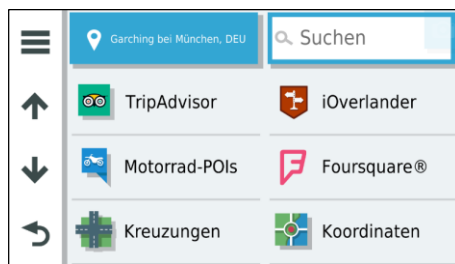 Garching bei München, DEU
Suchen
TripAdvisor
iOverlander
Motorrad-POIs
Foursquare®
Kreuzungen
Koordinaten